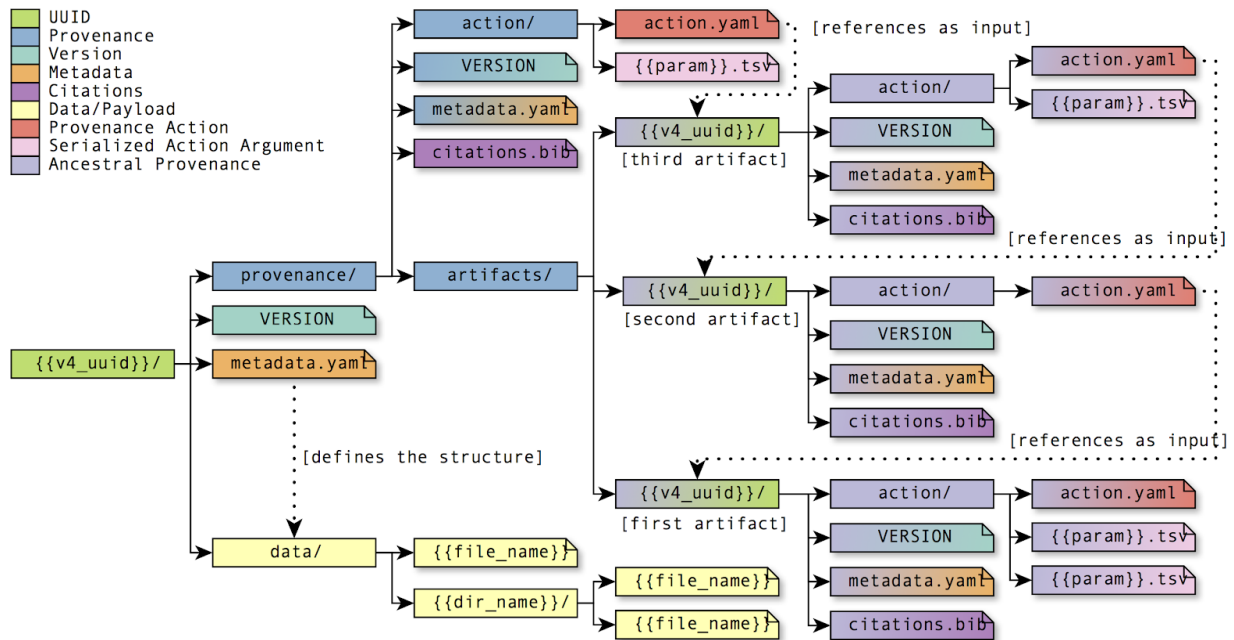 UUID
Provenance
Version
Metadata
Citations
Data/Payload
Provenance Action
Serialized Action Argument
Ancestral Provenance
{{v4_uuid}}/
provenance/
VERSION
metadata.yaml
[defines the structure]
data/
{{file_name}}
{{dir_name}}/
{{file_name}}
{{file_name}}
action/
action.yaml
{{param}}.tsv
VERSION
metadata.yaml
citations.bib
artifacts/
[references as input]
{{v4_uuid}}/
[third artifact]
action/
action.yaml
{{param}}.tsv
VERSION
metadata.yaml
citations.bib
[references as input]
{{v4_uuid}}/
[second artifact]
action/
action.yaml
VERSION
metadata.yaml
citations.bib
[references as input]
{{v4_uuid}}/
[first artifact]
action/
action.yaml
{{param}}.tsv
{{param}}.tsv
VERSION
metadata.yaml
citations.bib